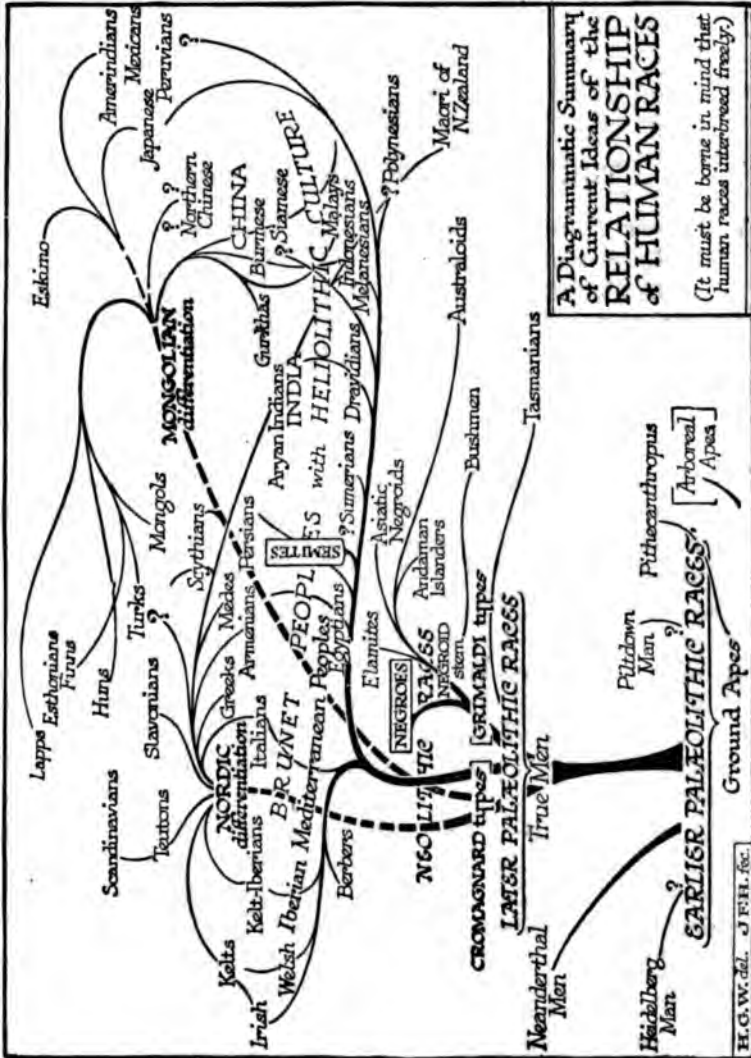 A Diagrammatic Summary
of Current Ideas of the
RELATIONSHIP
of HUMAN RACES
(It must be borne in mind that
human races interbreed freely.)
Eskimo
Amerindians
Mexicans
Peruvians
?
Japanese
Lapps
Esthonians
Finns
Huns
Turks
?
Mongols
MONGOLIAN
differentiation
?
?
Northern
Chinese
CHINA
Burmese
?
Siamese
Gurkhas
Scandinavians
Teutons
Slavonians
Scythians
Aryan Indians
INDIA
Malays
Indonesians
Melanesians
? Polynesians
Maori of
N. Zealand
Kelts
Irish
Welsh
Kelt-Iberians
NORDIC
differentiation
Italians
Greeks
Armenians
Medes
Persians
SEMITES
BRUNET PEOPLES with HELIOLITHIC CULTURE
Iberian Mediterranean Peoples
Egyptians
? Sumerians
Dravidians
Berbers
Elamites
Asiatic
Negroids
Australoids
Andaman
Islanders
NEOLITHIC RACES
NEGROES
NEGROID
stem
Bushmen
CROMAGNARD types]
[GRIMALDI types
Tasmanians
LATER PALÆOLITHIC RACES
True Men
Neanderthal
Men
Heidelberg
Man
?
Piltdown
Man
?
Pithecanthropus
EARLIER PALÆOLITHIC RACES
Ground Apes
[Arboreal
Apes]
H.G.W. del. J.F.H. fec.